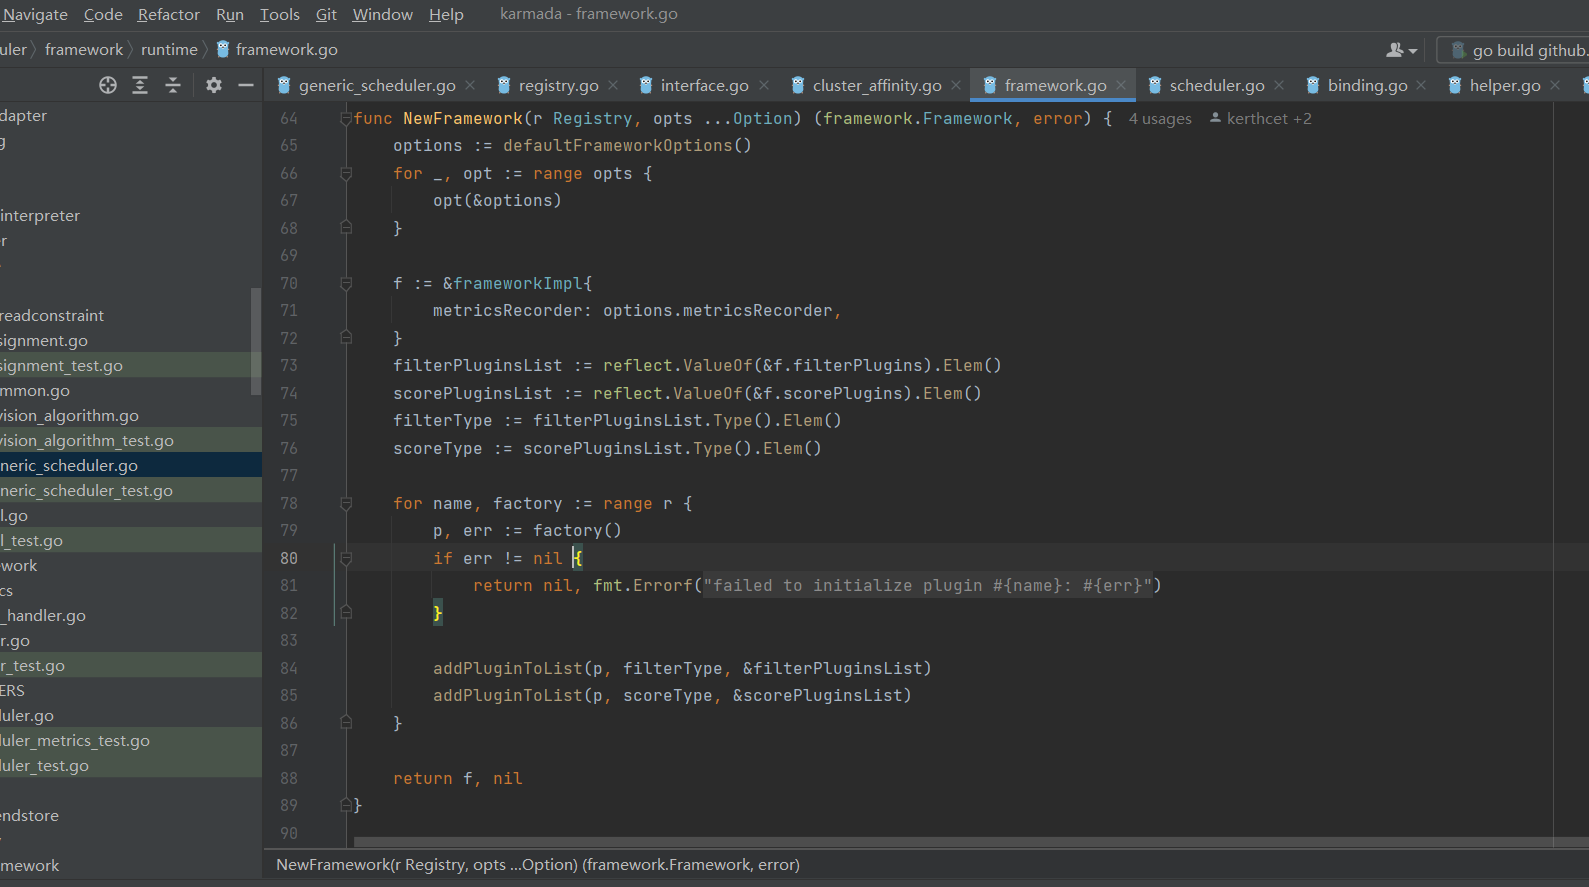 Navigate Code Refactor Run Tools Git Window Help karmada - framework.go
uler framework runtime framework.go go build github.
generic_scheduler.go registry.go interface.go cluster_affinity.go framework.go scheduler.go binding.go helper.go
dapter
g
interpreter
er
readconstraint
signment.go
signment_test.go
mmon.go
vision_algorithm.go
vision_algorithm_test.go
neric_scheduler.go
neric_scheduler_test.go
l.go
l_test.go
ework
cs
_handler.go
r.go
r_test.go
ERS
duler.go
duler_metrics_test.go
duler_test.go
endstore
mework
64 func NewFramework(r Registry, opts ...Option) (framework.Framework, error) { 4 usages kerthcet +2
65 options := defaultFrameworkOptions()
66 for _, opt := range opts {
67 opt(&options)
68 }
69
70 f := &frameworkImpl{
71 metricsRecorder: options.metricsRecorder,
72 }
73 filterPluginsList := reflect.ValueOf(&f.filterPlugins).Elem()
74 scorePluginsList := reflect.ValueOf(&f.scorePlugins).Elem()
75 filterType := filterPluginsList.Type().Elem()
76 scoreType := scorePluginsList.Type().Elem()
77
78 for name, factory := range r {
79 p, err := factory()
80 if err != nil {
81 return nil, fmt.Errorf("failed to initialize plugin #{name}: #{err}")
82 }
83
84 addPluginToList(p, filterType, &filterPluginsList)
85 addPluginToList(p, scoreType, &scorePluginsList)
86 }
87
88 return f, nil
89 }
90
NewFramework(r Registry, opts ...Option) (framework.Framework, error)